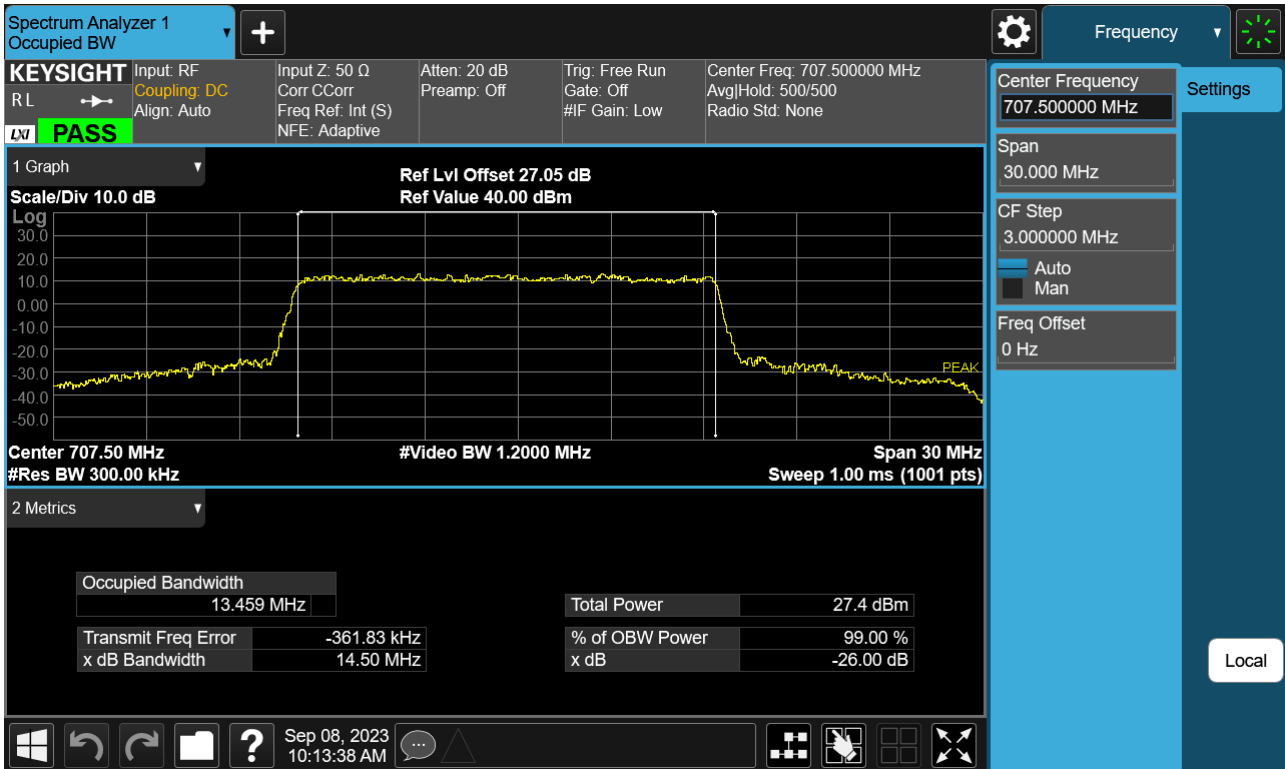 Spectrum Analyzer 1
Occupied BW
+
Frequency
KEYSIGHT
R L
LXI PASS
Input: RF
Coupling: DC
Align: Auto
Input Z: 50 Ω
Corr CCorr
Freq Ref: Int (S)
NFE: Adaptive
Atten: 20 dB
Preamp: Off
Trig: Free Run
Gate: Off
#IF Gain: Low
Center Freq: 707.500000 MHz
Avg|Hold: 500/500
Radio Std: None
Center Frequency
707.500000 MHz
Settings
Span
30.000 MHz
CF Step
3.000000 MHz
Auto
Man
Freq Offset
0 Hz
Local
1 Graph
Scale/Div 10.0 dB
Ref Lvl Offset 27.05 dB
Ref Value 40.00 dBm
Log
30.0
20.0
10.0
0.00
-10.0
-20.0
-30.0
-40.0
-50.0
PEAK
Center 707.50 MHz
#Video BW 1.2000 MHz
Span 30 MHz
#Res BW 300.00 kHz
Sweep 1.00 ms (1001 pts)
2 Metrics
Occupied Bandwidth
13.459 MHz
Total Power 27.4 dBm
Transmit Freq Error -361.83 kHz
% of OBW Power 99.00 %
x dB Bandwidth 14.50 MHz
x dB -26.00 dB
?
Sep 08, 2023
10:13:38 AM